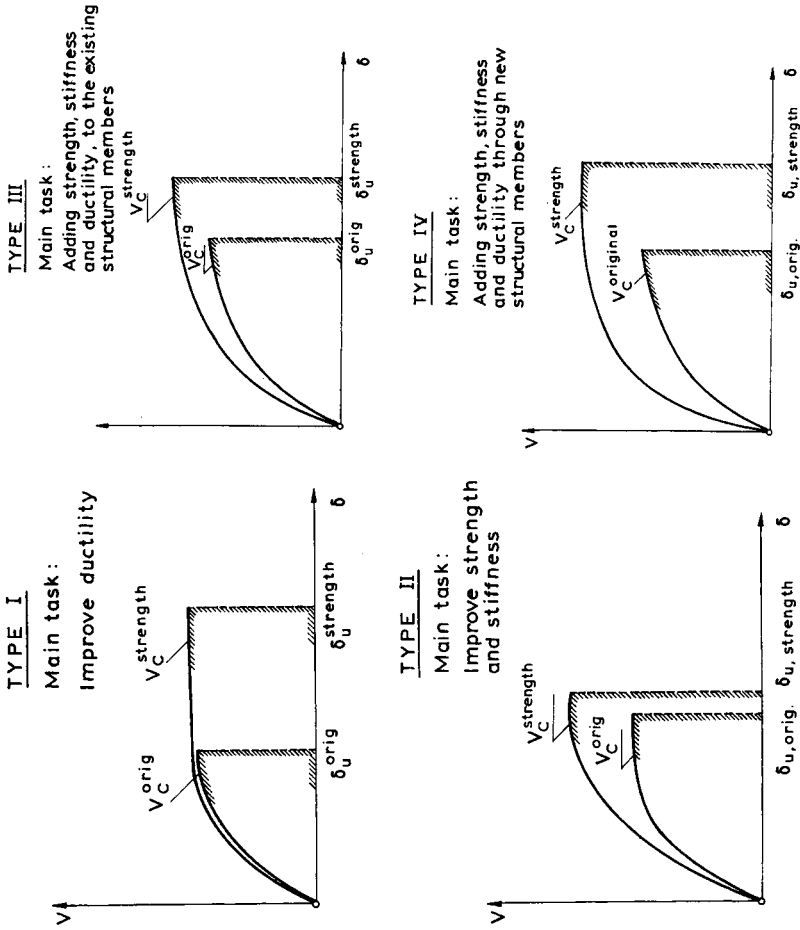 TYPE I
Main task:
Improve ductility
V
V_C^orig
V_C^strength
δ_u^orig
δ_u^strength
δ
TYPE III
Main task:
Adding strength, stiffness
and ductility, to the existing
structural members
V_C^strength
V_C^orig
δ_u^orig
δ_u^strength
δ
TYPE II
Main task:
Improve strength
and stiffness
V
V_C^strength
V_C^orig
δ_u,orig.
δ_u, strength
δ
TYPE IV
Main task:
Adding strength, stiffness
and ductility through new
structural members
V
V_C^strength
V_C^original
δ_u,orig.
δ_u, strength
δ